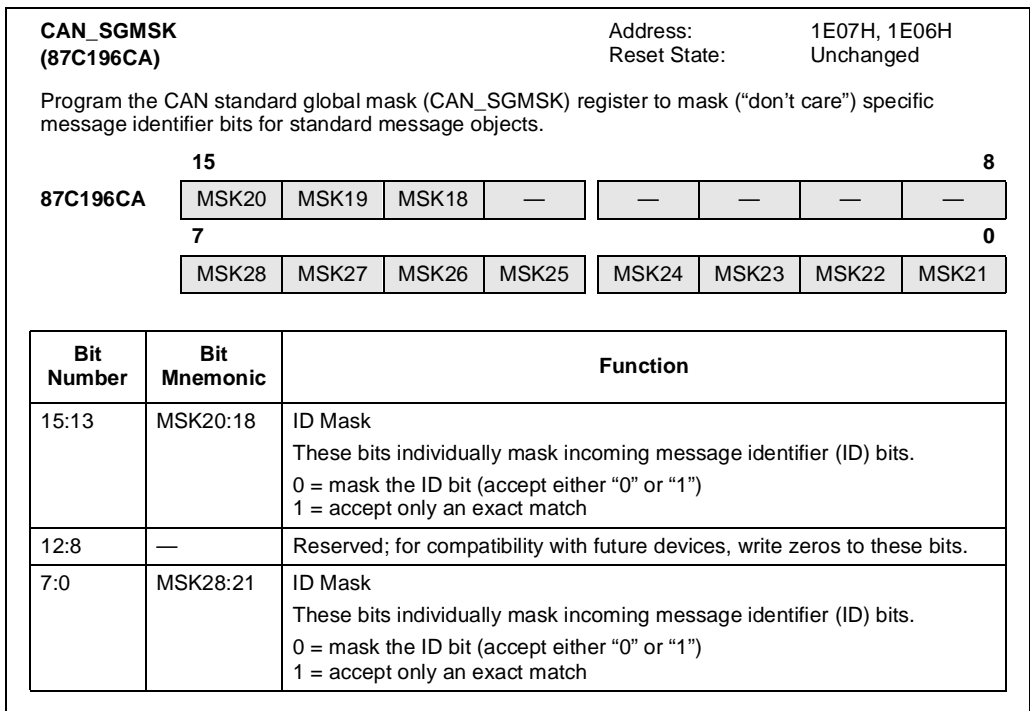 CAN_SGMSK Address: 1E07H, 1E06H
(87C196CA) Reset State: Unchanged
Program the CAN standard global mask (CAN_SGMSK) register to mask (“don’t care”) specific
message identifier bits for standard message objects.
15 8
87C196CA MSK20 MSK19 MSK18 — — — — —
7 0
MSK28 MSK27 MSK26 MSK25 MSK24 MSK23 MSK22 MSK21
Bit Number Bit Mnemonic Function
15:13 MSK20:18 ID Mask
These bits individually mask incoming message identifier (ID) bits.
0 = mask the ID bit (accept either “0” or “1”)
1 = accept only an exact match
12:8 — Reserved; for compatibility with future devices, write zeros to these bits.
7:0 MSK28:21 ID Mask
These bits individually mask incoming message identifier (ID) bits.
0 = mask the ID bit (accept either “0” or “1”)
1 = accept only an exact match